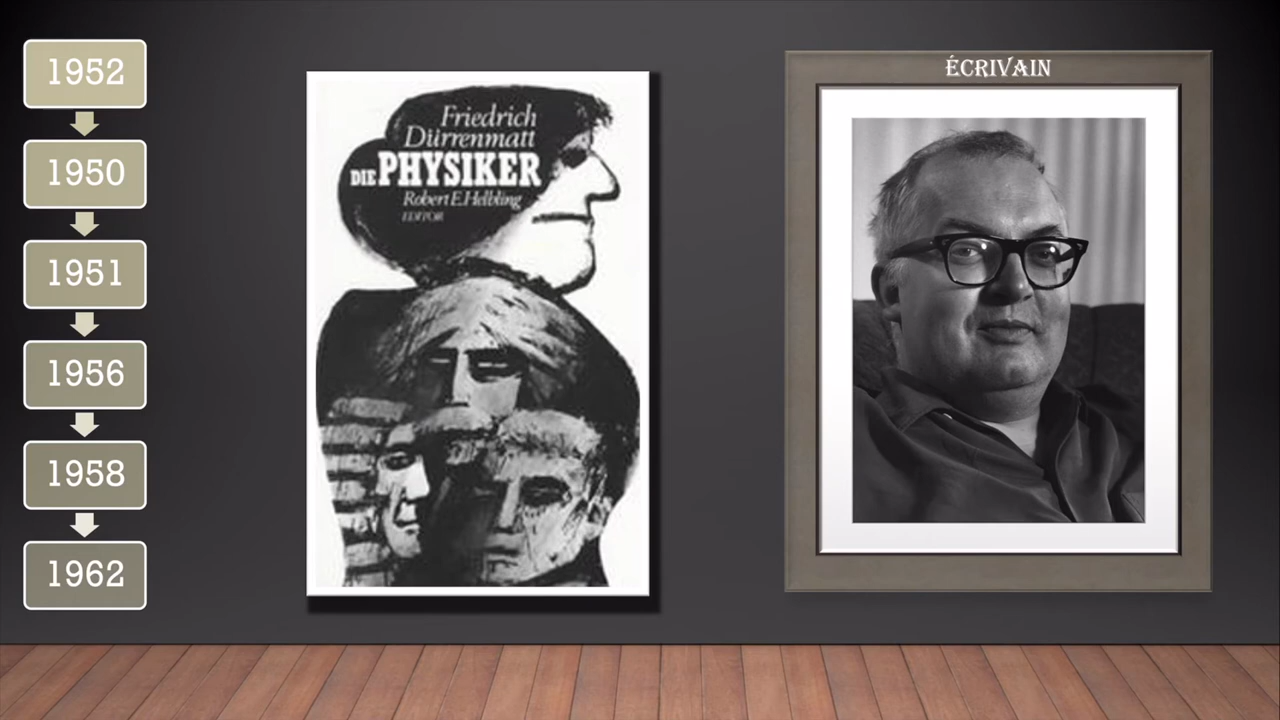 1952
1950
1951
1956
1958
1962
Friedrich
Dürrenmatt
DIE PHYSIKER
Robert E. Helbling
EDITOR
ÉCRIVAIN